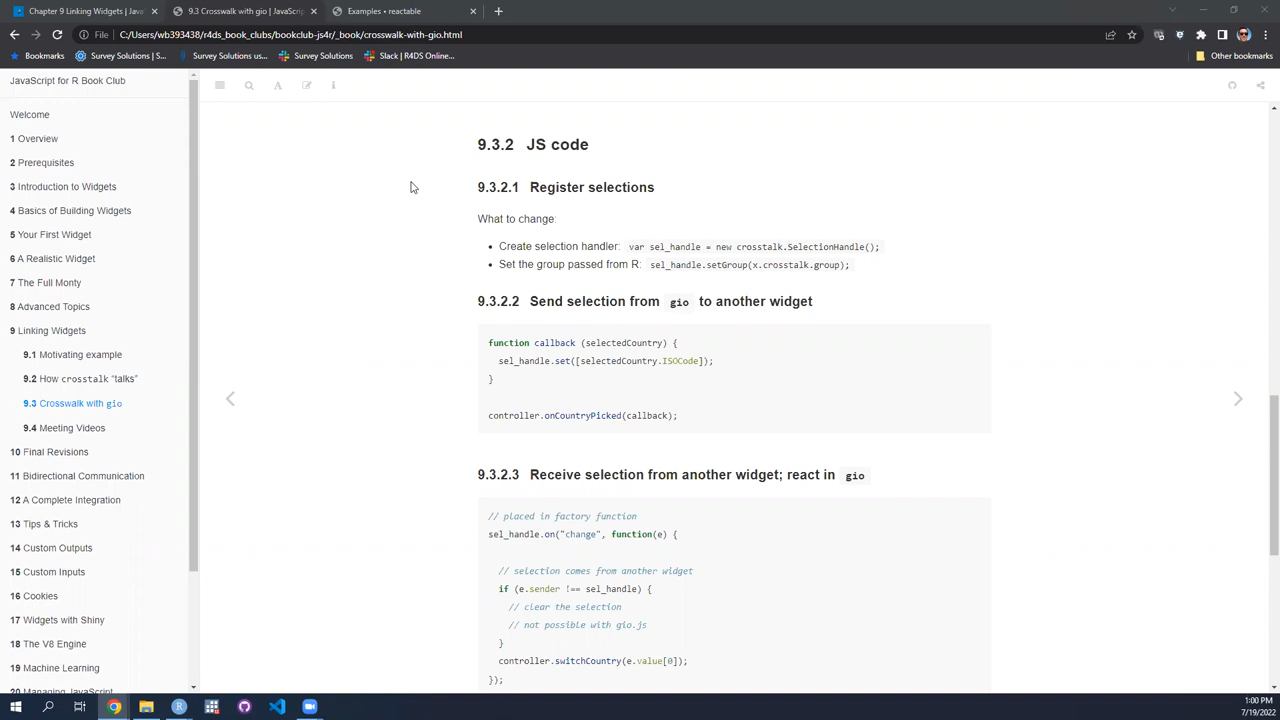 Chapter 9 Linking Widgets | Java
9.3 Crosswalk with gio | JavaScrip
Examples • reactable
File
C:/Users/wb393438/r4ds_book_clubs/bookclub-js4r/_book/crosswalk-with-gio.html
Bookmarks
Survey Solutions | S...
Survey Solutions us...
Survey Solutions
Slack | R4DS Online...
Other bookmarks
JavaScript for R Book Club
Welcome
1 Overview
2 Prerequisites
3 Introduction to Widgets
4 Basics of Building Widgets
5 Your First Widget
6 A Realistic Widget
7 The Full Monty
8 Advanced Topics
9 Linking Widgets
9.1 Motivating example
9.2 How crosstalk “talks”
9.3 Crosswalk with gio
9.4 Meeting Videos
10 Final Revisions
11 Bidirectional Communication
12 A Complete Integration
13 Tips & Tricks
14 Custom Outputs
15 Custom Inputs
16 Cookies
17 Widgets with Shiny
18 The V8 Engine
19 Machine Learning
20 Managing JavaScript
9.3.2 JS code
9.3.2.1 Register selections
What to change:
• Create selection handler: var sel_handle = new crosstalk.SelectionHandle();
• Set the group passed from R: sel_handle.setGroup(x.crosstalk.group);
9.3.2.2 Send selection from gio to another widget
function callback (selectedCountry) {
sel_handle.set([selectedCountry.ISOCode]);
}
controller.onCountryPicked(callback);
9.3.2.3 Receive selection from another widget; react in gio
// placed in factory function
sel_handle.on("change", function(e) {
// selection comes from another widget
if (e.sender !== sel_handle) {
// clear the selection
// not possible with gio.js
}
controller.switchCountry(e.value[0]);
});
1:00 PM
7/19/2022